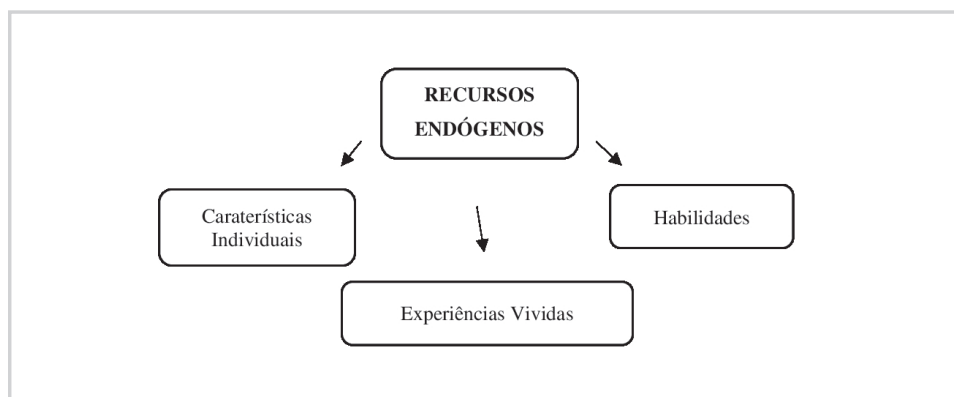 RECURSOS
ENDÓGENOS
Caraterísticas
Individuais
Habilidades
Experiências Vividas